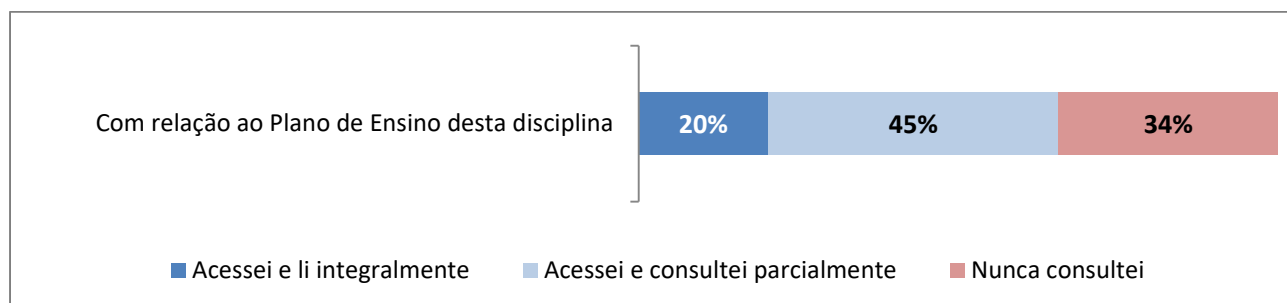 Com relação ao Plano de Ensino desta disciplina
20%
45%
34%
Acessei e li integralmente
Acessei e consultei parcialmente
Nunca consultei